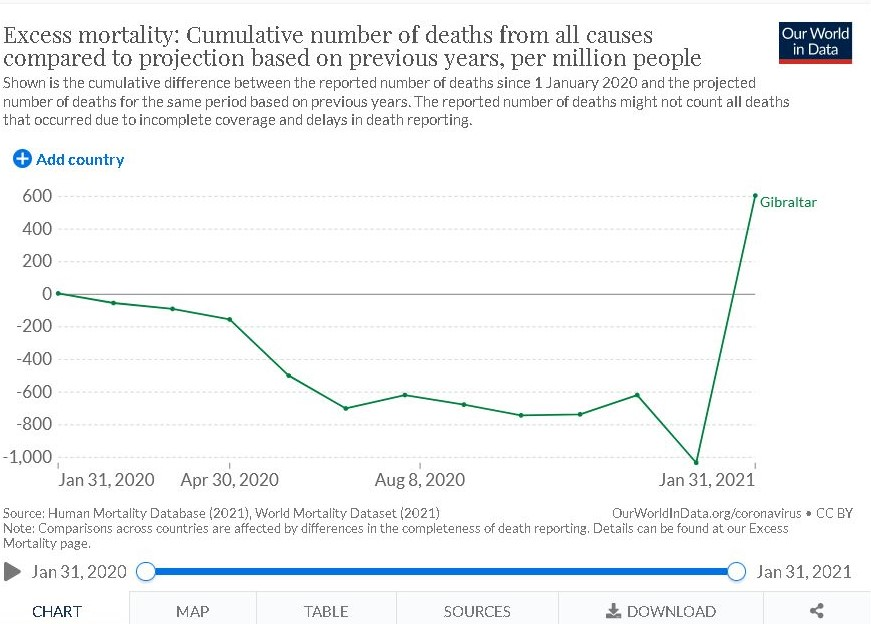 Excess mortality: Cumulative number of deaths from all causes
compared to projection based on previous years, per million people
Our World
in Data
Shown is the cumulative difference between the reported number of deaths since 1 January 2020 and the projected
number of deaths for the same period based on previous years. The reported number of deaths might not count all deaths
that occurred due to incomplete coverage and delays in death reporting.
Add country
600
Gibraltar
400
200
0
-200
-400
-600
-800
-1,000
Jan 31, 2020 Apr 30, 2020 Aug 8, 2020 Jan 31, 2021
Source: Human Mortality Database (2021), World Mortality Dataset (2021) OurWorldInData.org/coronavirus • CC BY
Note: Comparisons across countries are affected by differences in the completeness of death reporting. Details can be found at our Excess
Mortality page.
Jan 31, 2020 Jan 31, 2021
CHART MAP TABLE SOURCES DOWNLOAD